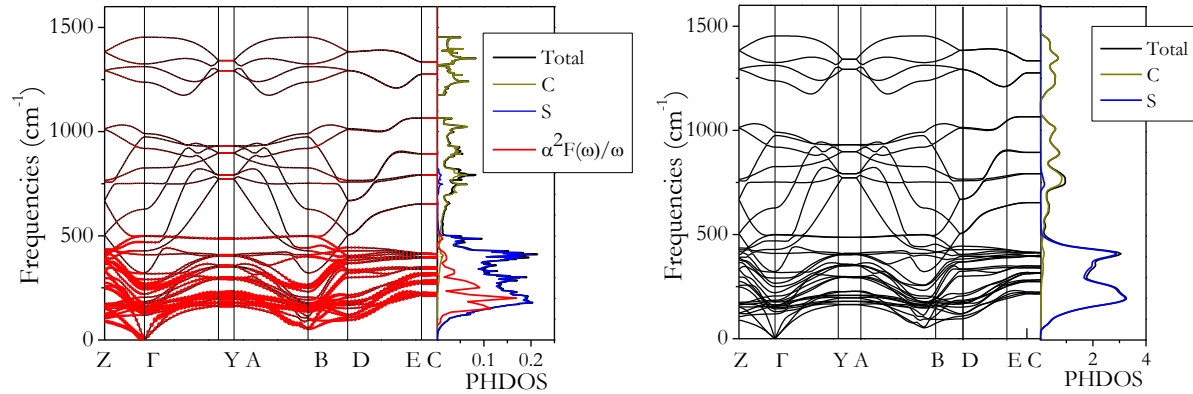 1500
1000
500
0
Frequencies (cm⁻¹)
Z Γ Y A B D E C
0.1 0.2
PHDOS
Total
C
S
α²F(ω)/ω
1500
1000
500
0
Frequencies (cm⁻¹)
Z Γ Y A B D E C
2 4
PHDOS
Total
C
S